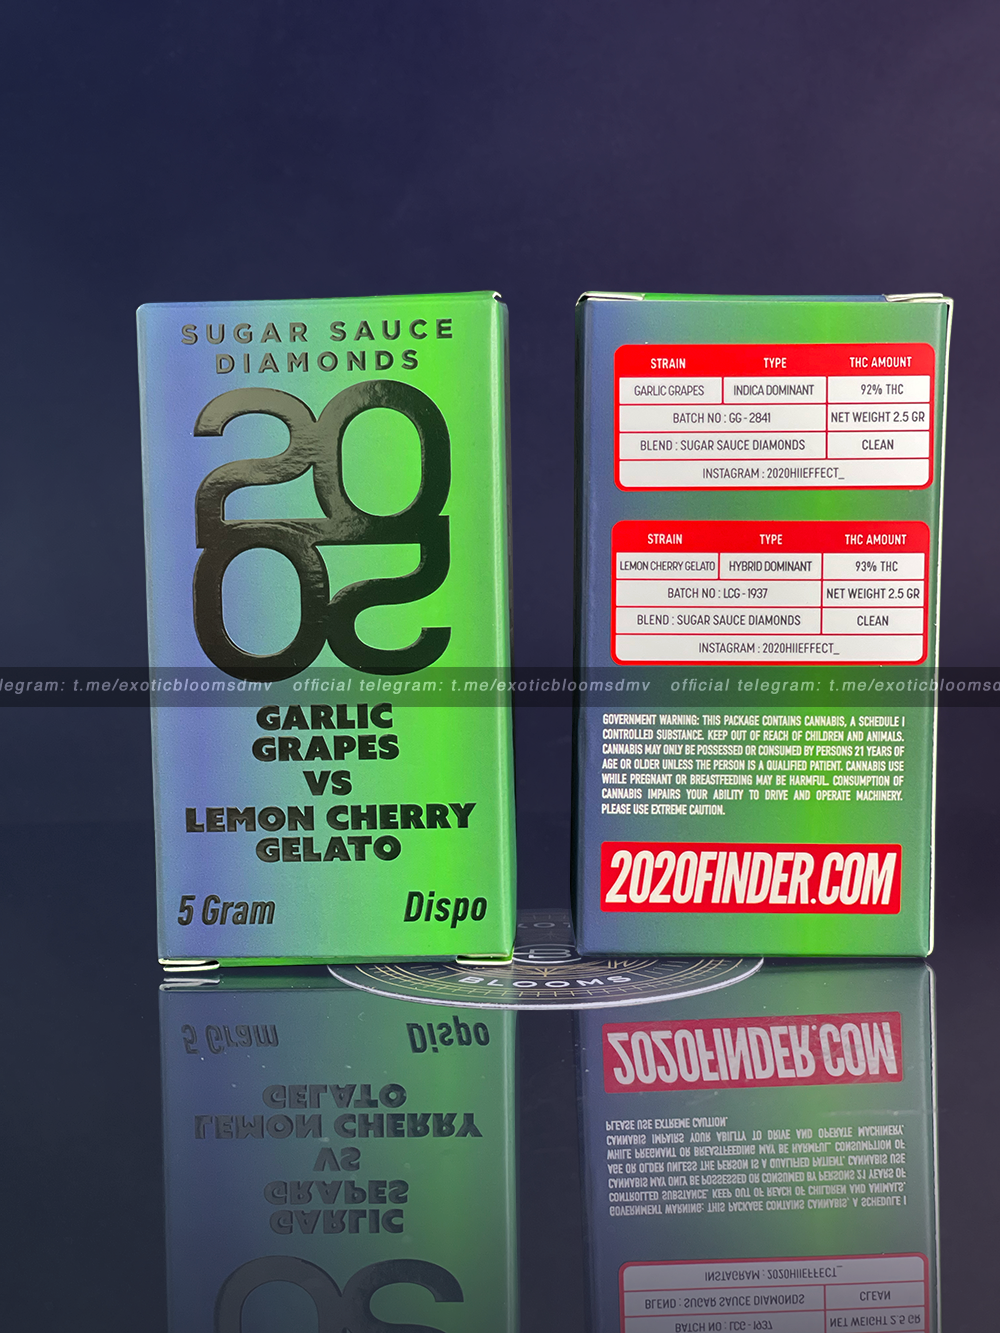 SUGAR SAUCE
DIAMONDS
2020
GARLIC
GRAPES
VS
LEMON CHERRY
GELATO
5 Gram Dispo
STRAIN TYPE THC AMOUNT
GARLIC GRAPES INDICA DOMINANT 92% THC
BATCH NO : GG - 2841 NET WEIGHT 2.5 GR
BLEND : SUGAR SAUCE DIAMONDS CLEAN
INSTAGRAM : 2020HIIEFFECT_
STRAIN TYPE THC AMOUNT
LEMON CHERRY GELATO HYBRID DOMINANT 93% THC
BATCH NO : LCG - 1937 NET WEIGHT 2.5 GR
BLEND : SUGAR SAUCE DIAMONDS CLEAN
INSTAGRAM : 2020HIIEFFECT_
legram: t.me/exoticbloomsdmv official telegram: t.me/exoticbloomsdmv official telegram: t.me/exoticblooms
GOVERNMENT WARNING: THIS PACKAGE CONTAINS CANNABIS, A SCHEDULE I
CONTROLLED SUBSTANCE. KEEP OUT OF REACH OF CHILDREN AND ANIMALS.
CANNABIS MAY ONLY BE POSSESSED OR CONSUMED BY PERSONS 21 YEARS OF
AGE OR OLDER UNLESS THE PERSON IS A QUALIFIED PATIENT. CANNABIS USE
WHILE PREGNANT OR BREASTFEEDING MAY BE HARMFUL. CONSUMPTION OF
CANNABIS IMPAIRS YOUR ABILITY TO DRIVE AND OPERATE MACHINERY.
PLEASE USE EXTREME CAUTION.
2020FINDER.COM
BLOOMS